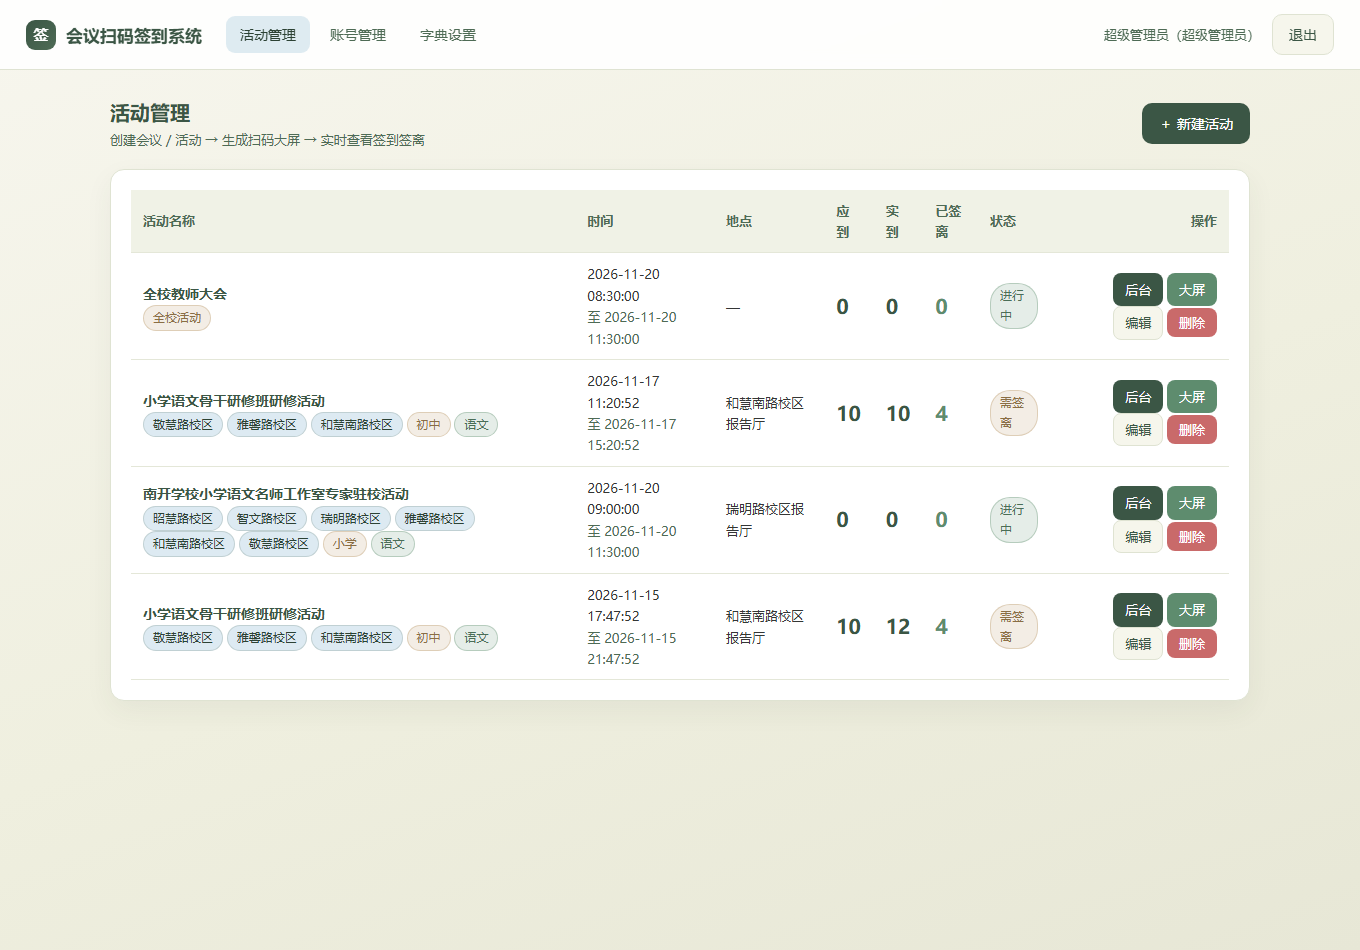 签 会议扫码签到系统 活动管理 账号管理 字典设置 超级管理员（超级管理员） 退出
活动管理
创建会议 / 活动 → 生成扫码大屏 → 实时查看签到签离
+ 新建活动
活动名称 时间 地点 应到 实到 已签离 状态 操作
全校教师大会
全校活动
2026-11-20
08:30:00
至 2026-11-20
11:30:00
—
0 0 0
进行
中
后台 大屏
编辑 删除
小学语文骨干研修班研修活动
敬慧路校区 雅馨路校区 和慧南路校区 初中 语文
2026-11-17
11:20:52
至 2026-11-17
15:20:52
和慧南路校区
报告厅
10 10 4
需签
离
后台 大屏
编辑 删除
南开学校小学语文名师工作室专家驻校活动
昭慧路校区 智文路校区 瑞明路校区 雅馨路校区
和慧南路校区 敬慧路校区 小学 语文
2026-11-20
09:00:00
至 2026-11-20
11:30:00
瑞明路校区报
告厅
0 0 0
进行
中
后台 大屏
编辑 删除
小学语文骨干研修班研修活动
敬慧路校区 雅馨路校区 和慧南路校区 初中 语文
2026-11-15
17:47:52
至 2026-11-15
21:47:52
和慧南路校区
报告厅
10 12 4
需签
离
后台 大屏
编辑 删除